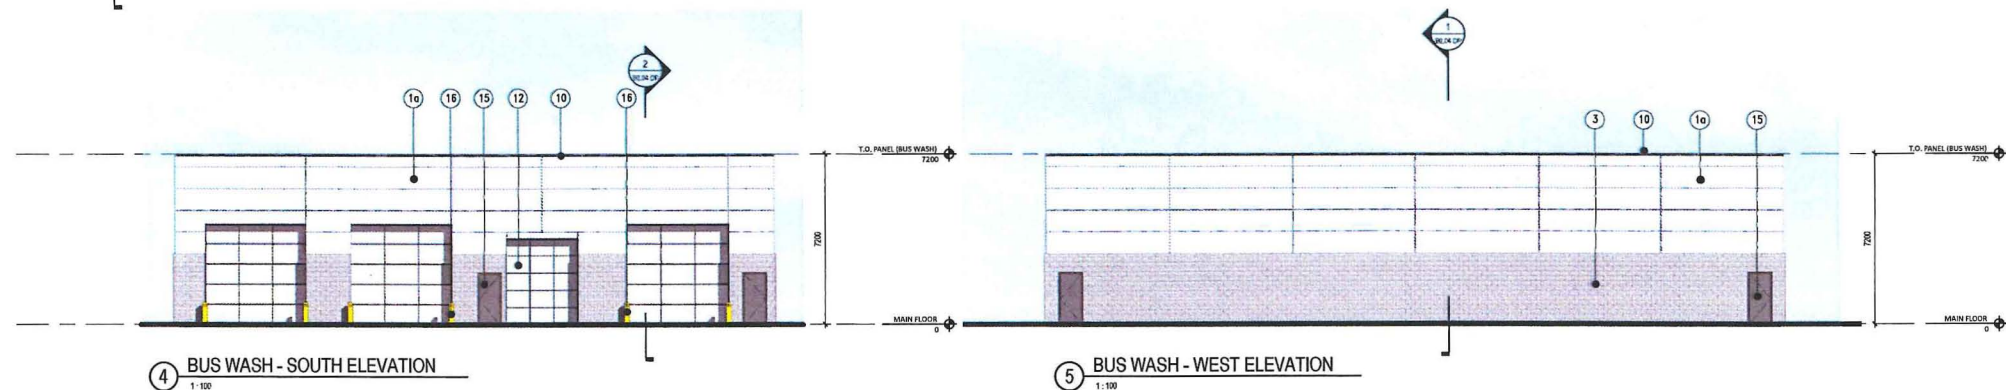 2
1
1a 16 15 12 10 16
3 10 1a 15
T.O. PANEL (BUS WASH)
7200
T.O. PANEL (BUS WASH)
7200
7200
7200
MAIN FLOOR
0
MAIN FLOOR
0
4 BUS WASH - SOUTH ELEVATION
1:100
5 BUS WASH - WEST ELEVATION
1:100